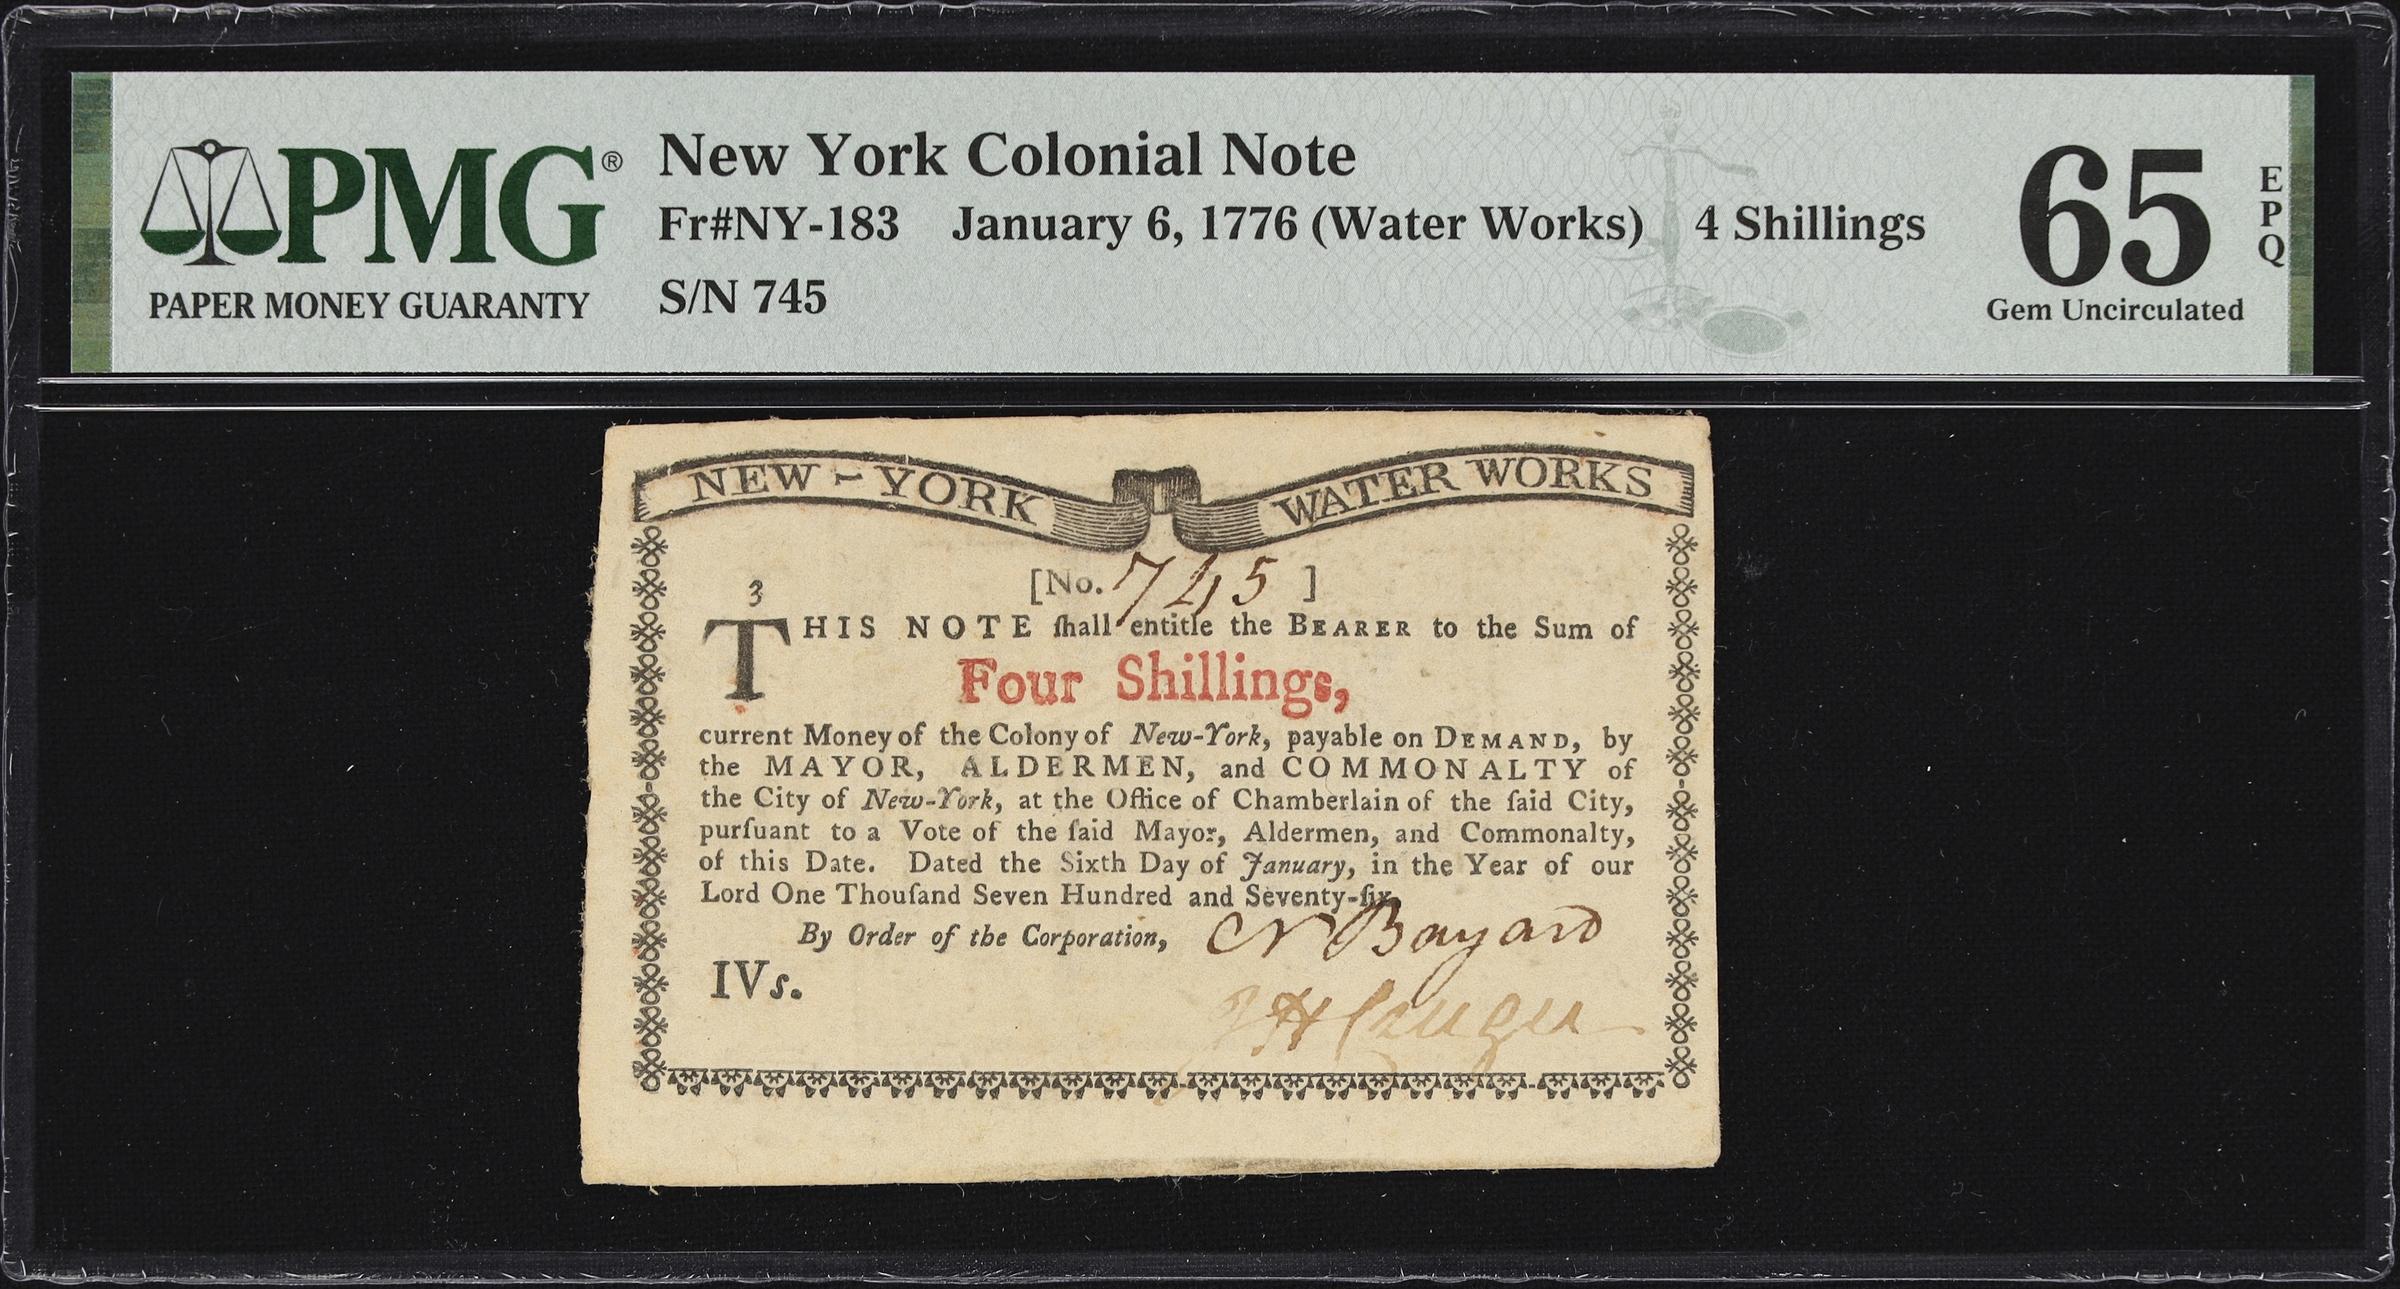 PMG®
PAPER MONEY GUARANTY
New York Colonial Note
Fr#NY-183 January 6, 1776 (Water Works) 4 Shillings
S/N 745
65
EPQ
Gem Uncirculated
NEW-YORK WATER WORKS
[No. 745]
3
THIS NOTE ſhall entitle the BEARER to the Sum of
Four Shillings,
current Money of the Colony of New-York, payable on DEMAND, by
the MAYOR, ALDERMEN, and COMMONALTY of
the City of New-York, at the Office of Chamberlain of the ſaid City,
purſuant to a Vote of the ſaid Mayor, Aldermen, and Commonalty,
of this Date. Dated the Sixth Day of January, in the Year of our
Lord One Thouſand Seven Hundred and Seventy-ſix.
By Order of the Corporation, N Bayard
IVs.
J H Cruger